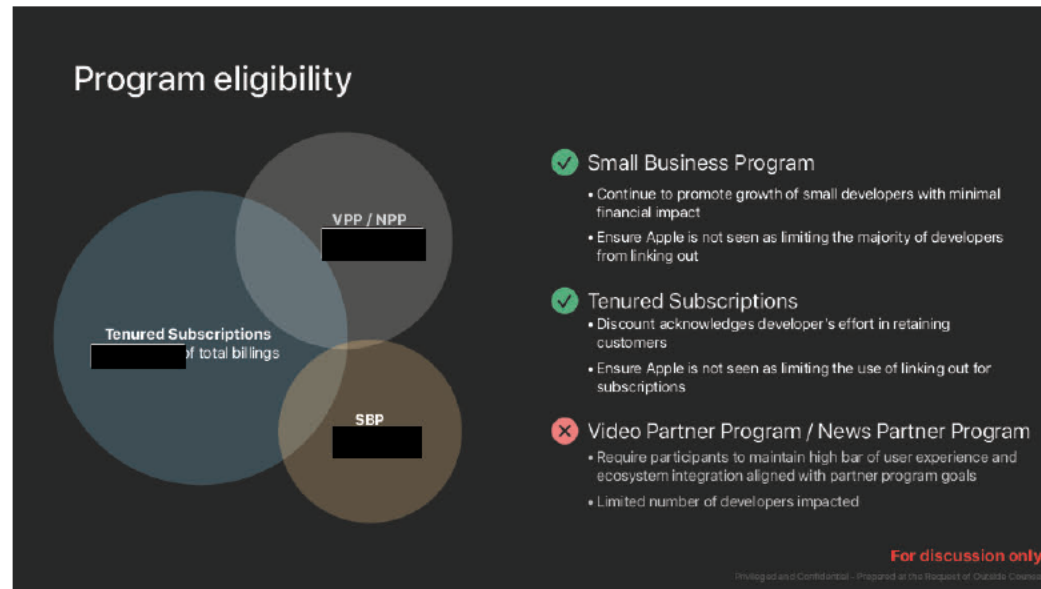 Program eligibility
VPP / NPP
Tenured Subscriptions
of total billings
SBP
Small Business Program
• Continue to promote growth of small developers with minimal
financial impact
• Ensure Apple is not seen as limiting the majority of developers
from linking out
Tenured Subscriptions
• Discount acknowledges developer's effort in retaining
customers
• Ensure Apple is not seen as limiting the use of linking out for
subscriptions
Video Partner Program / News Partner Program
• Require participants to maintain high bar of user experience and
ecosystem integration aligned with partner program goals
• Limited number of developers impacted
For discussion only
Privileged and Confidential - Prepared at the Request of Outside Counse